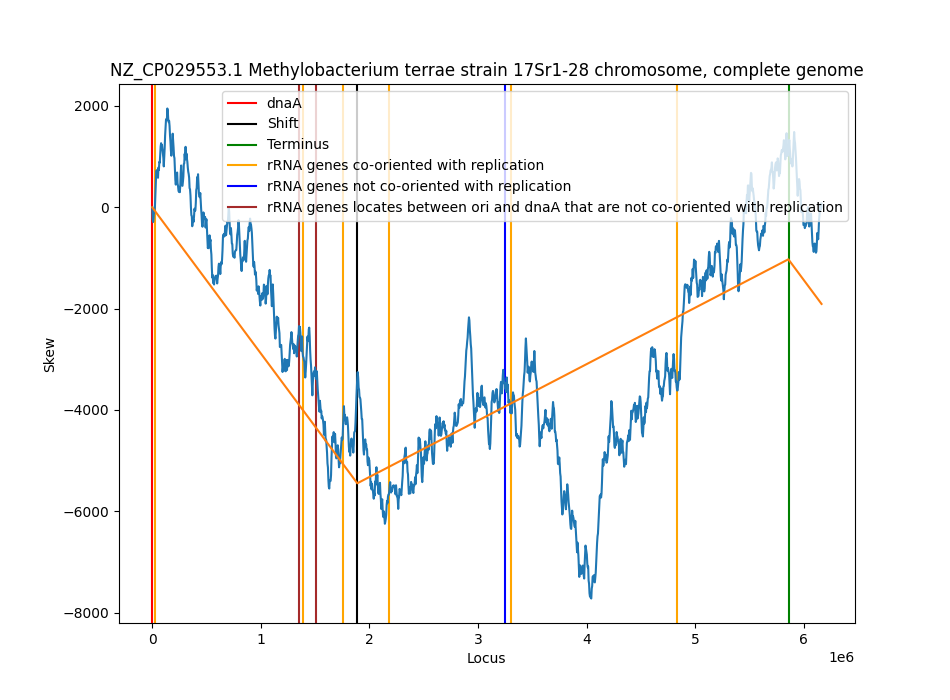 NZ_CP029553.1 Methylobacterium terrae strain 17Sr1-28 chromosome, complete genome
dnaA
Shift
Terminus
rRNA genes co-oriented with replication
rRNA genes not co-oriented with replication
rRNA genes locates between ori and dnaA that are not co-oriented with replication
Skew
2000
0
−2000
−4000
−6000
−8000
0 1 2 3 4 5 6
1e6
Locus